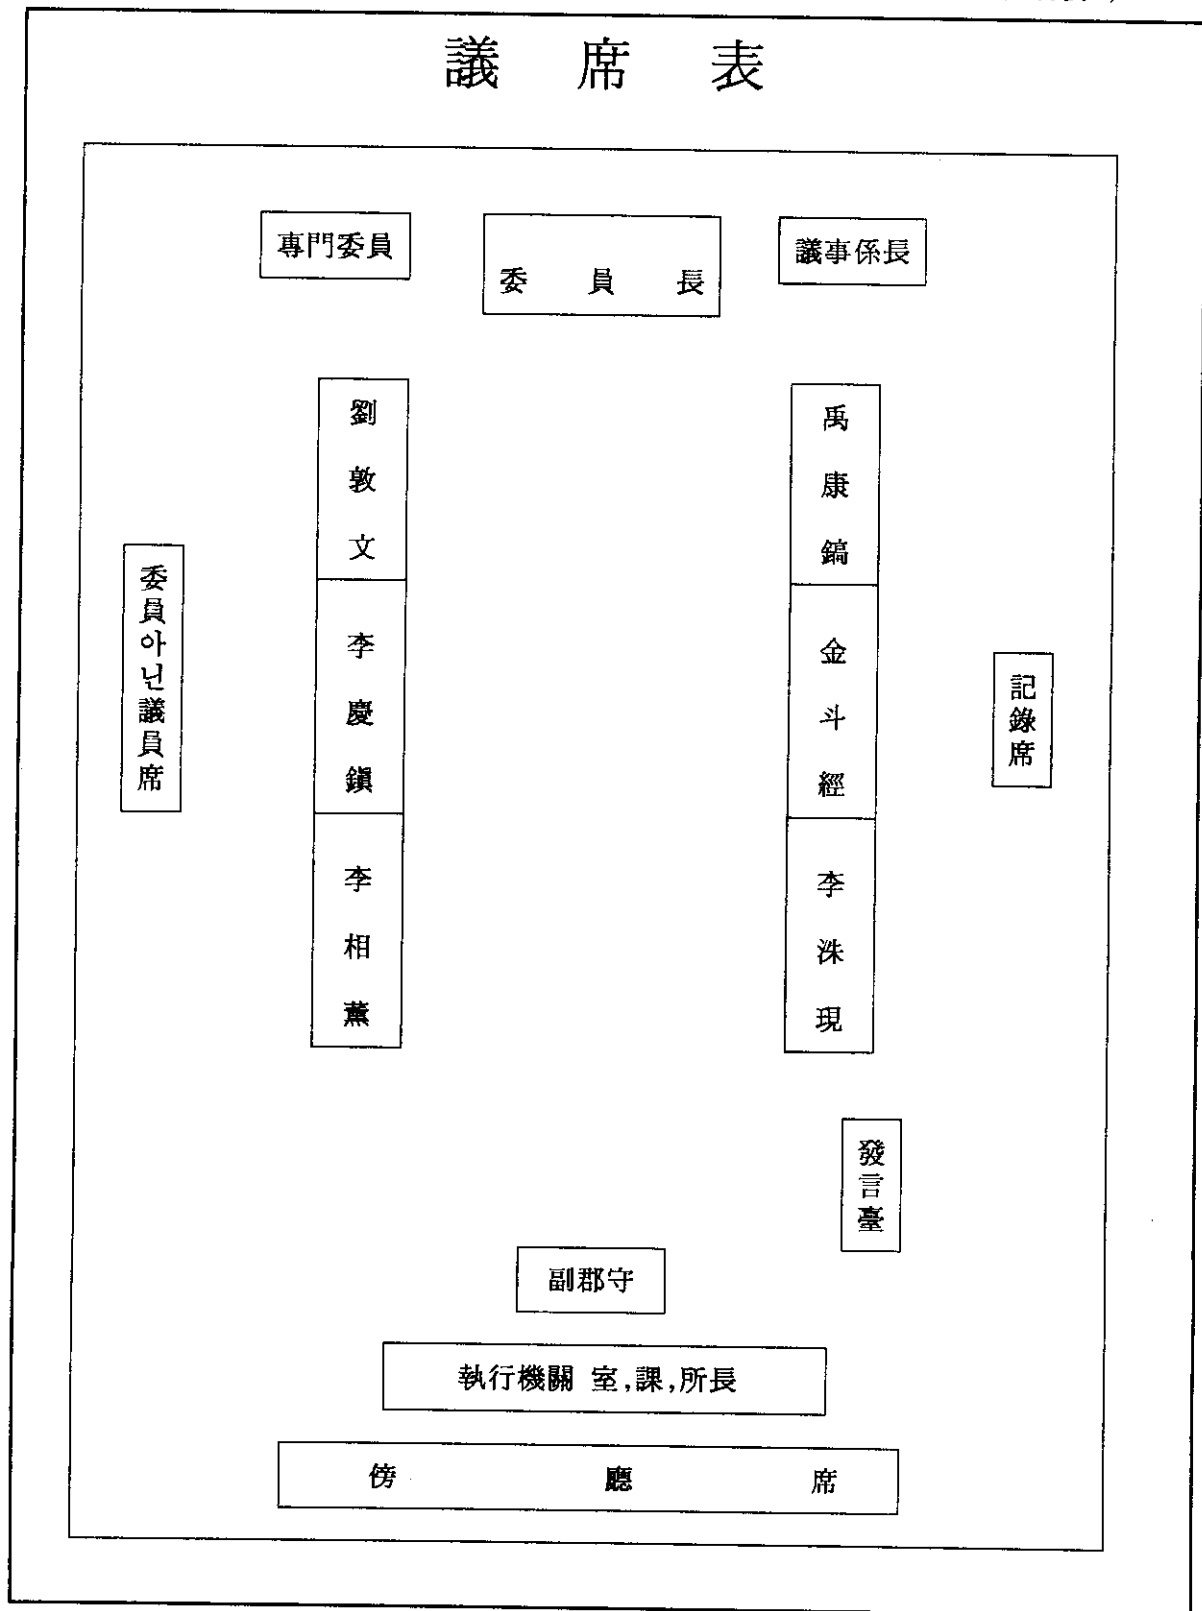 議席表
專門委員
委員長
議事係長
劉敦文
禹康鎬
李慶鎭
金斗經
李相薰
李洙現
委員아닌議員席
記錄席
發言臺
副郡守
執行機關 室,課,所長
傍廳席